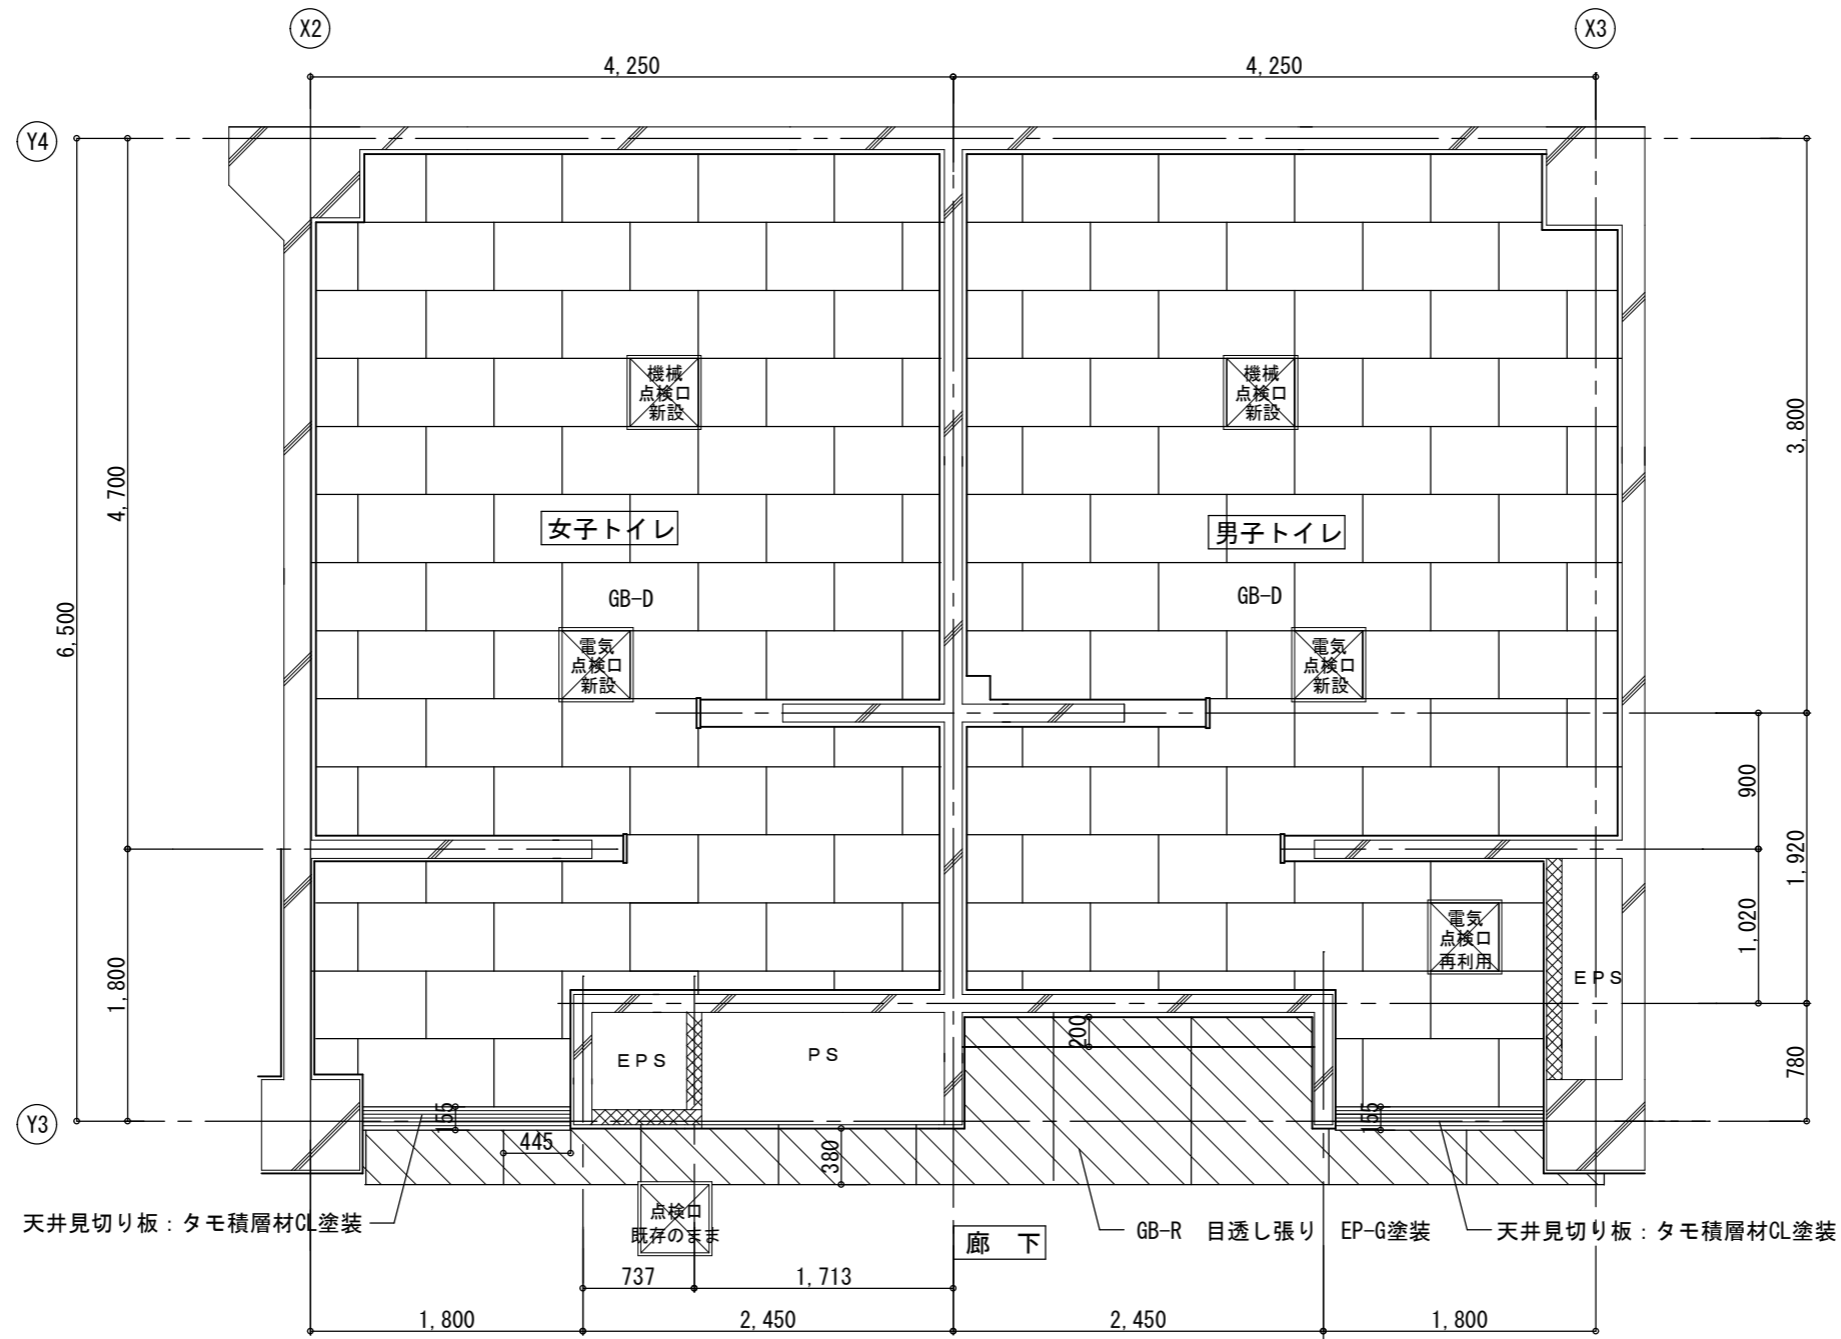 X2
X3
4,250
4,250
Y4
機械
点検口
新設
機械
点検口
新設
3,800
4,700
女子トイレ
男子トイレ
6,500
GB-D
GB-D
電気
点検口
新設
電気
点検口
新設
900
1,920
電気
点検口
再利用
1,020
1,800
EPS
200
EPS
PS
780
Y3
155
155
445
380
天井見切り板：タモ積層材CL塗装
点検口
既存のまま
廊 下
GB-R 目透し張り EP-G塗装
天井見切り板：タモ積層材CL塗装
737
1,713
1,800
2,450
2,450
1,800